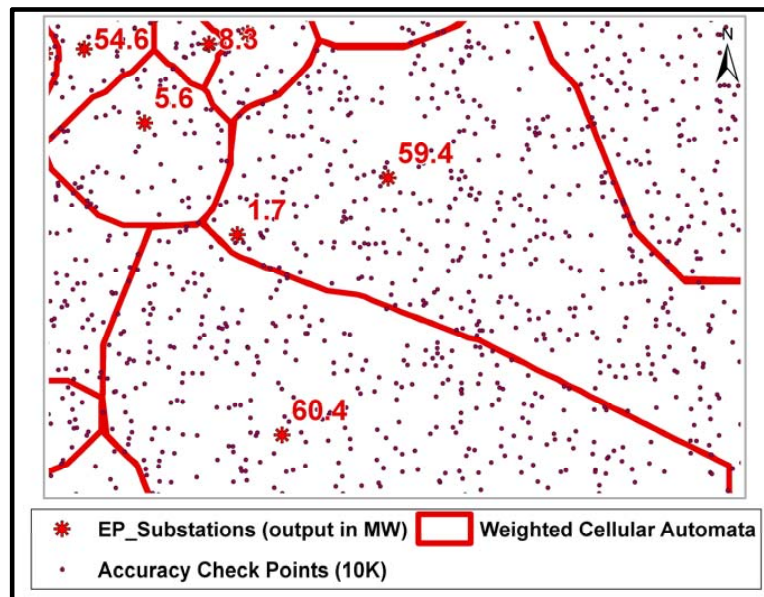 54.6
8.3
N
5.6
59.4
1.7
60.4
EP_Substations (output in MW)
Weighted Cellular Automata
Accuracy Check Points (10K)